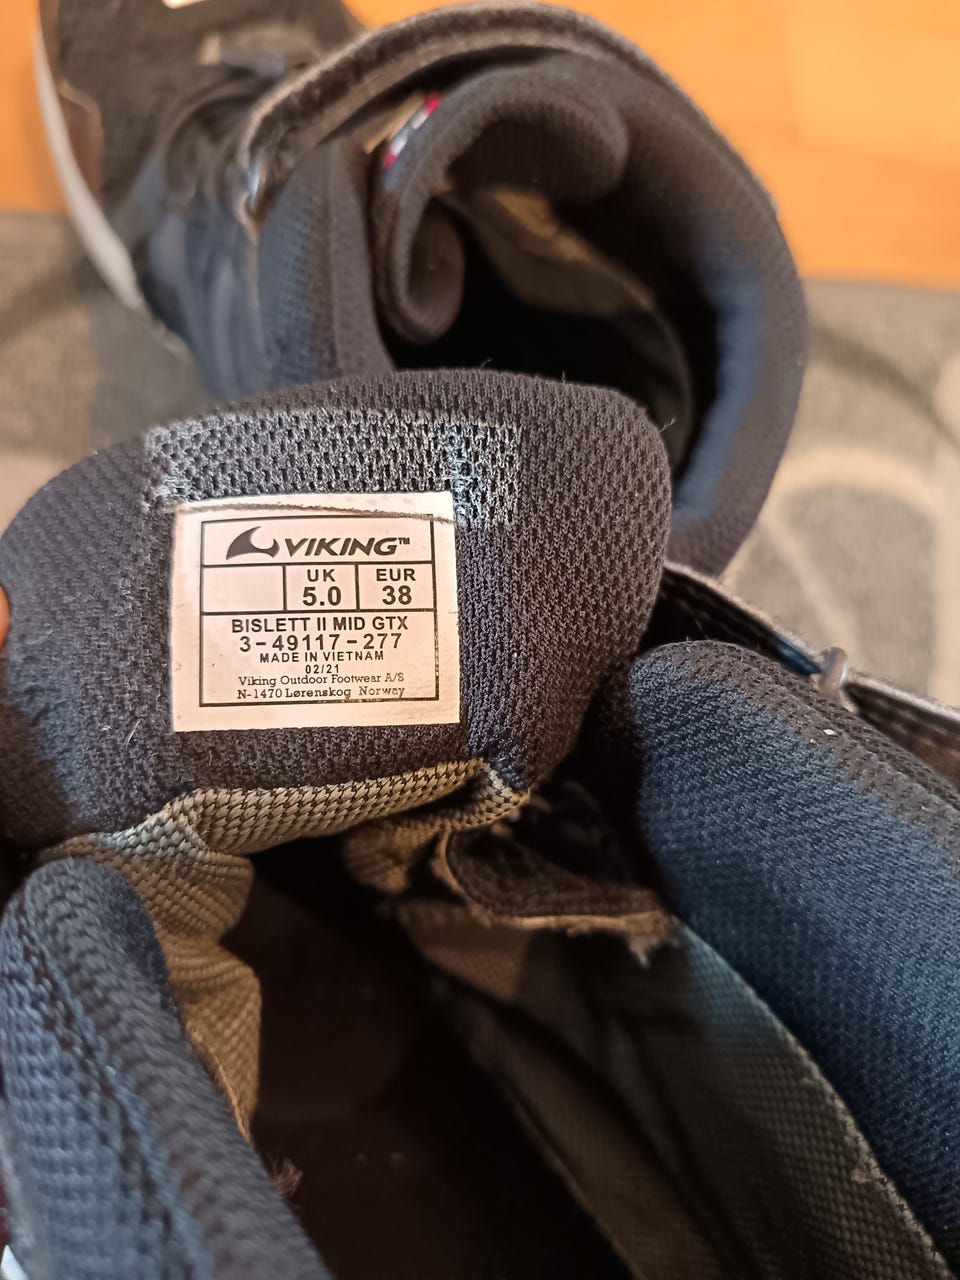 VIKING™
UK EUR
5.0 38
BISLETT II MID GTX
3-49117-277
MADE IN VIETNAM
02/21
Viking Outdoor Footwear A/S
N-1470 Lørenskog Norway